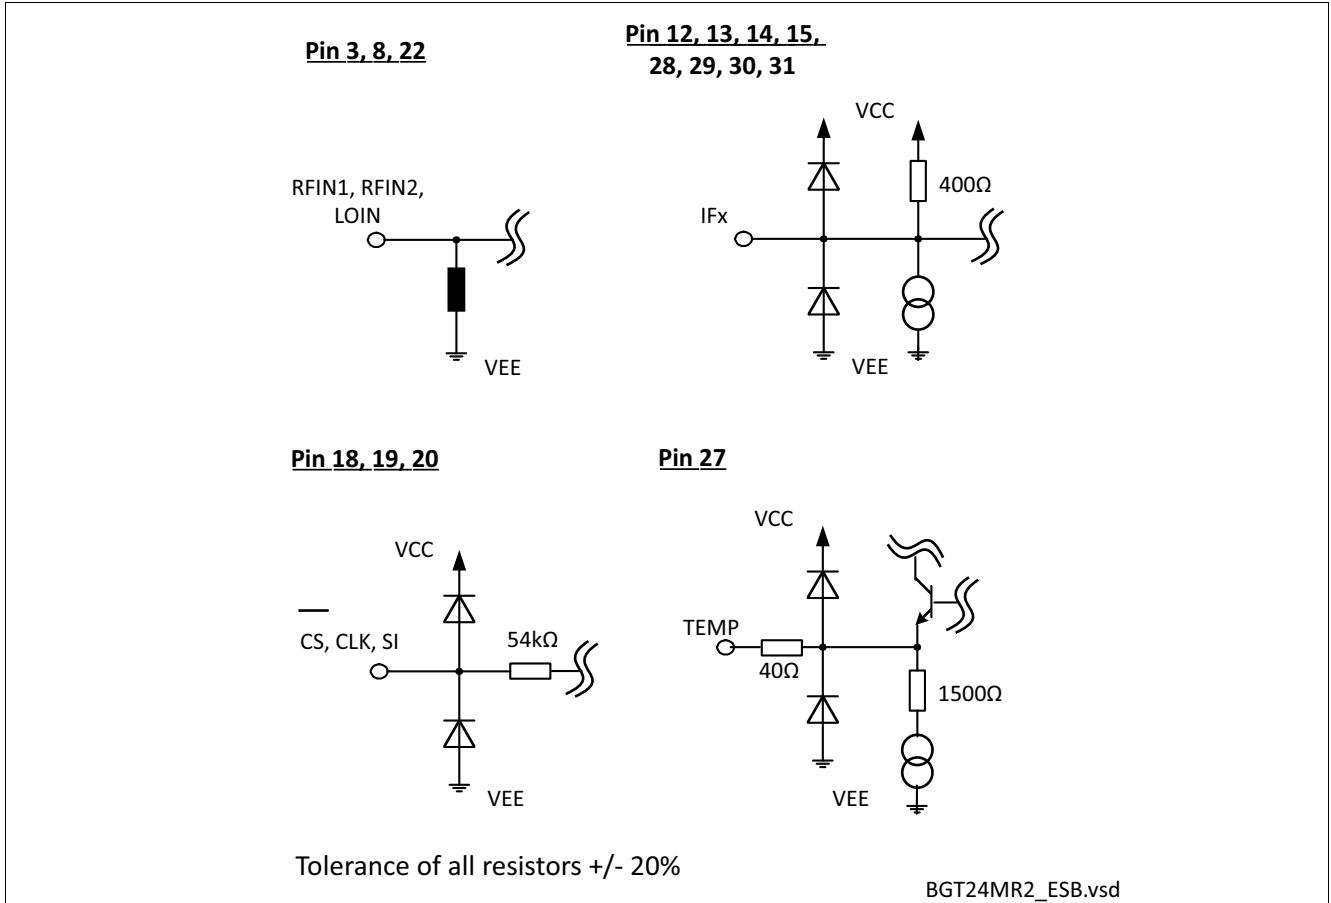 Pin 3, 8, 22
Pin 12, 13, 14, 15,
28, 29, 30, 31
RFIN1, RFIN2,
LOIN
VEE
VCC
400Ω
IFx
VEE
Pin 18, 19, 20
Pin 27
VCC
CS, CLK, SI
54kΩ
VEE
VCC
TEMP
40Ω
1500Ω
VEE
Tolerance of all resistors +/- 20%
BGT24MR2_ESB.vsd